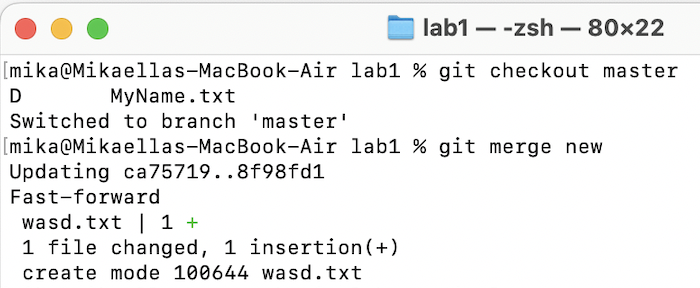 lab1 — -zsh — 80×22
[mika@Mikaellas-MacBook-Air lab1 % git checkout master
D       MyName.txt
Switched to branch 'master'
[mika@Mikaellas-MacBook-Air lab1 % git merge new
Updating ca75719..8f98fd1
Fast-forward
 wasd.txt | 1 +
 1 file changed, 1 insertion(+)
 create mode 100644 wasd.txt